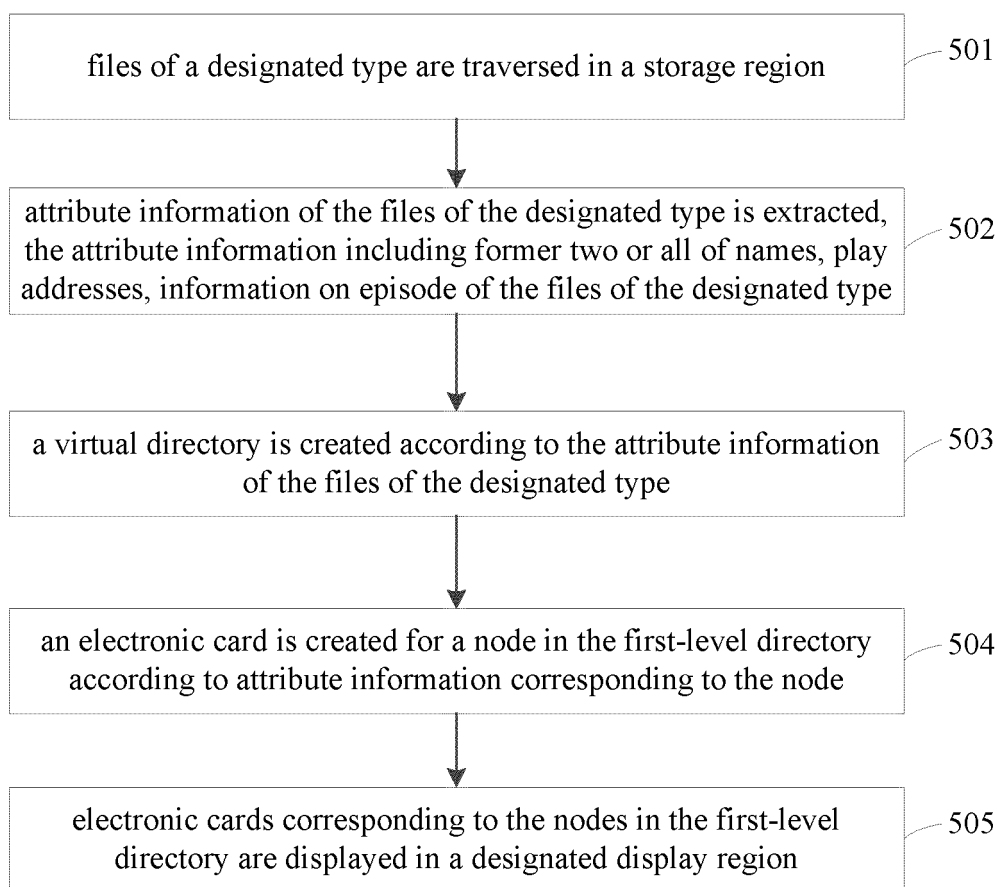 files of a designated type are traversed in a storage region
501
attribute information of the files of the designated type is extracted,
the attribute information including former two or all of names, play
addresses, information on episode of the files of the designated type
502
a virtual directory is created according to the attribute information
of the files of the designated type
503
an electronic card is created for a node in the first-level directory
according to attribute information corresponding to the node
504
electronic cards corresponding to the nodes in the first-level
directory are displayed in a designated display region
505